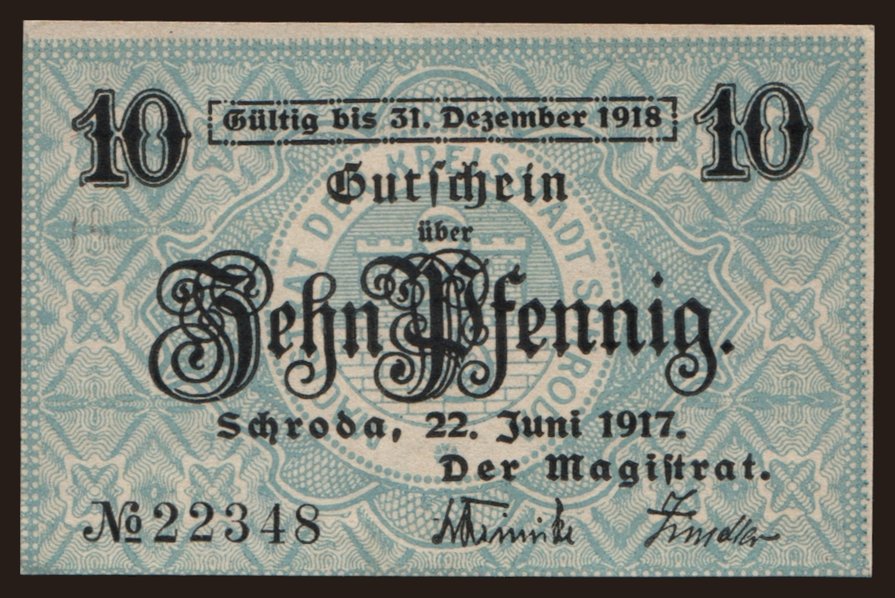 10 Gültig bis 31. Dezember 1918 10
Gutschein
über
Zehn Pfennig.
Schroda, 22. Juni 1917.
Der Magistrat.
№ 22348